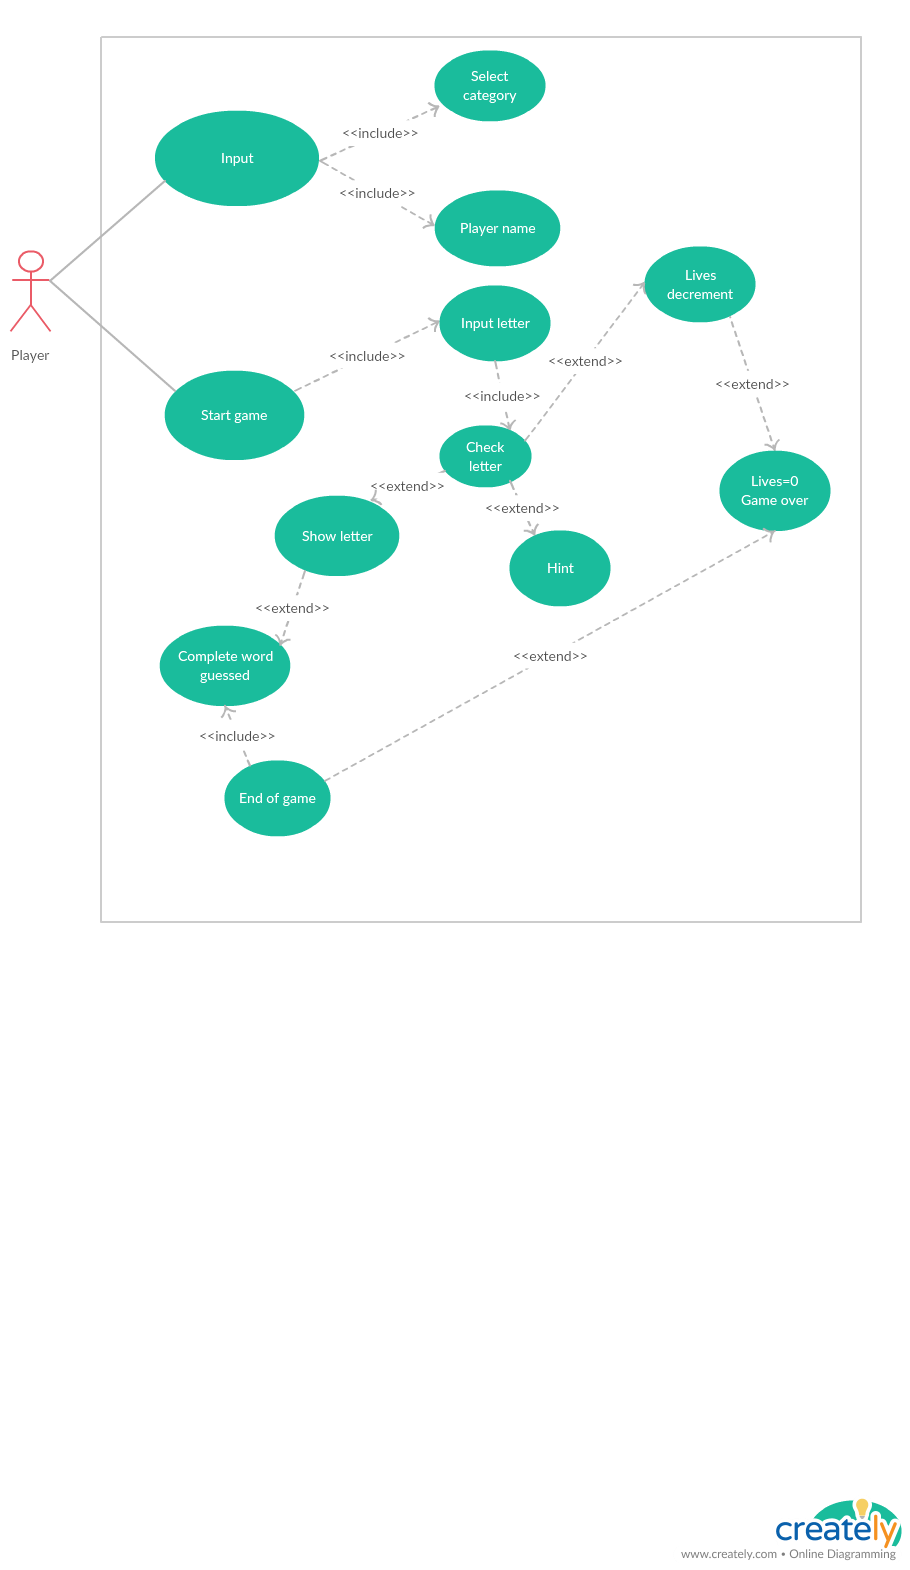 Select
category
<<include>>
Input
<<include>>
Player name
Lives
decrement
Input letter
<<include>>
Player
<<extend>>
<<extend>>
<<include>>
Start game
Check
letter
<<extend>>
Lives=0
Game over
<<extend>>
Show letter
Hint
<<extend>>
<<extend>>
Complete word
guessed
<<include>>
End of game
creately
www.creately.com • Online Diagramming